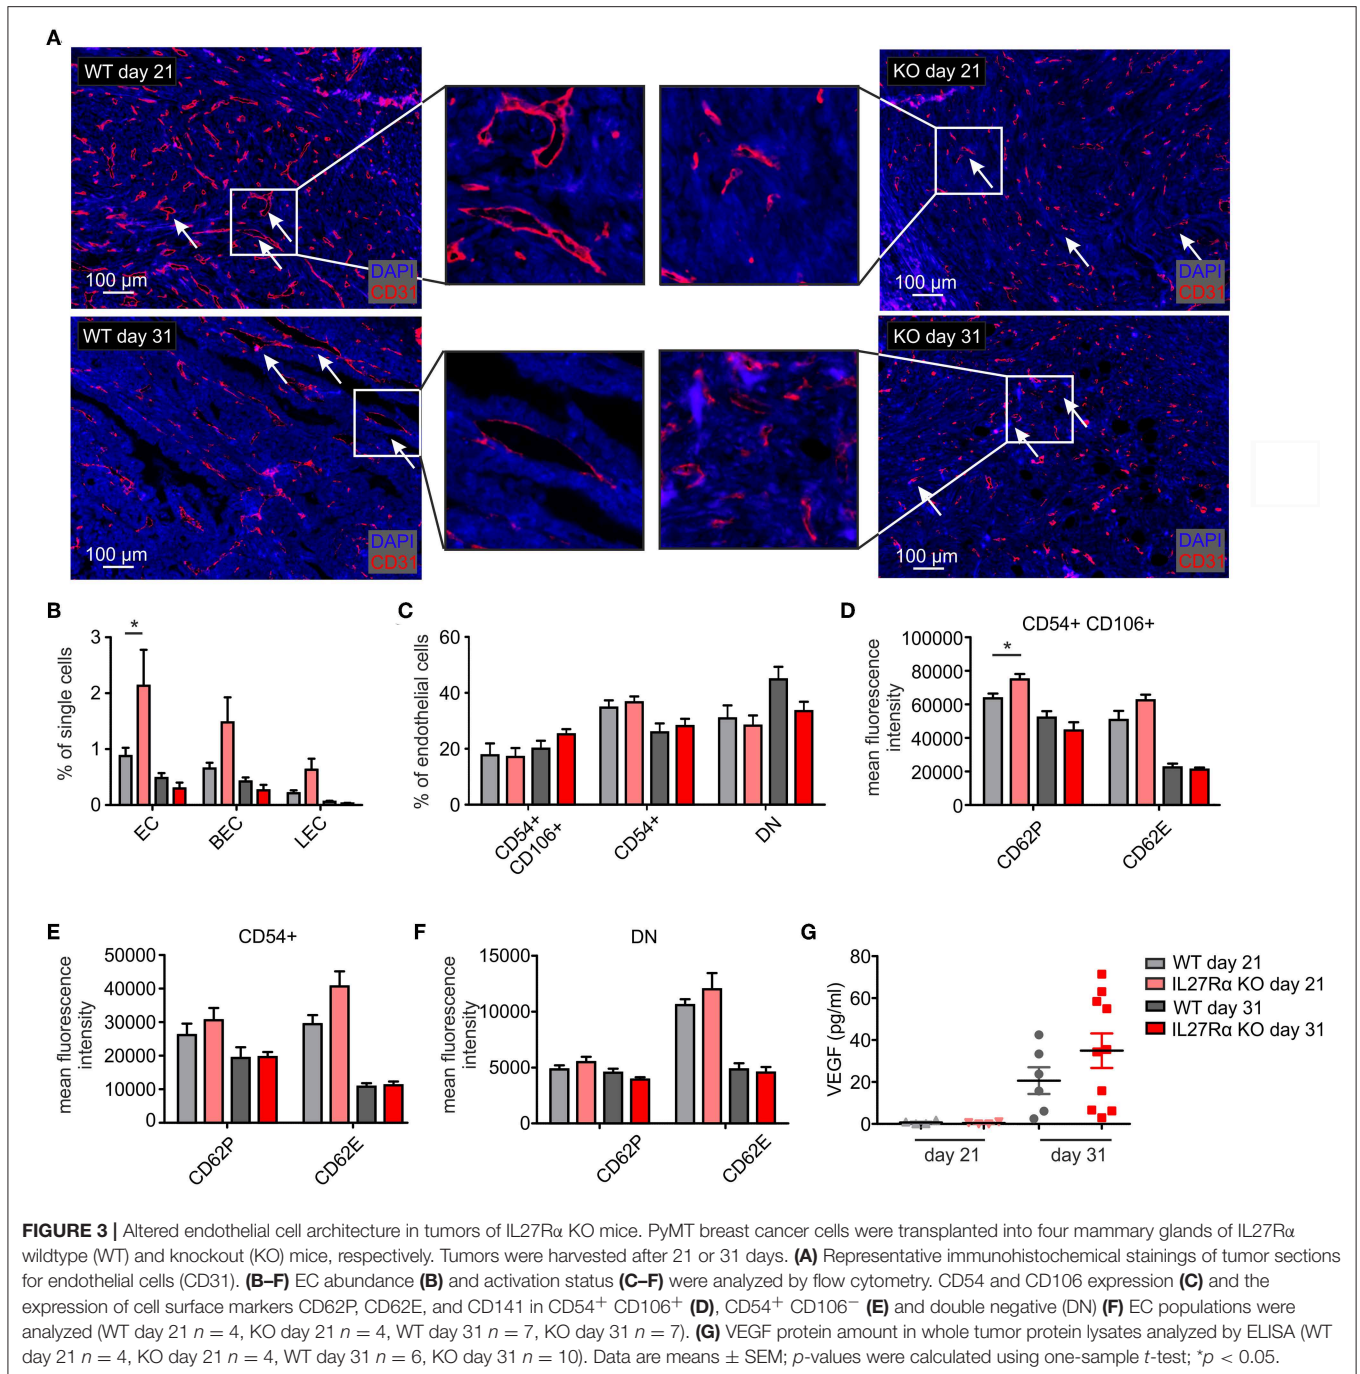 A
WT day 21
KO day 21
100 µm
DAPI
CD31
100 µm
DAPI
CD31
WT day 31
KO day 31
100 µm
DAPI
CD31
100 µm
DAPI
CD31
B
% of single cells
3
2
1
0
*
EC
BEC
LEC
C
% of endothelial cells
60
40
20
0
CD54+
CD106+
CD54+
DN
D
CD54+ CD106+
mean fluorescence
intensity
100000
80000
60000
40000
20000
0
*
CD62P
CD62E
E
CD54+
mean fluorescence
intensity
50000
40000
30000
20000
10000
0
CD62P
CD62E
F
DN
mean fluorescence
intensity
15000
10000
5000
0
CD62P
CD62E
G
VEGF (pg/ml)
80
60
40
20
0
day 21
day 31
WT day 21
IL27Rα KO day 21
WT day 31
IL27Rα KO day 31
FIGURE 3 | Altered endothelial cell architecture in tumors of IL27Rα KO mice. PyMT breast cancer cells were transplanted into four mammary glands of IL27Rα
wildtype (WT) and knockout (KO) mice, respectively. Tumors were harvested after 21 or 31 days. (A) Representative immunohistochemical stainings of tumor sections
for endothelial cells (CD31). (B–F) EC abundance (B) and activation status (C–F) were analyzed by flow cytometry. CD54 and CD106 expression (C) and the
expression of cell surface markers CD62P, CD62E, and CD141 in CD54⁺ CD106⁺ (D), CD54⁺ CD106⁻ (E) and double negative (DN) (F) EC populations were
analyzed (WT day 21 n = 4, KO day 21 n = 4, WT day 31 n = 7, KO day 31 n = 7). (G) VEGF protein amount in whole tumor protein lysates analyzed by ELISA (WT
day 21 n = 4, KO day 21 n = 4, WT day 31 n = 6, KO day 31 n = 10). Data are means ± SEM; p-values were calculated using one-sample t-test; *p < 0.05.